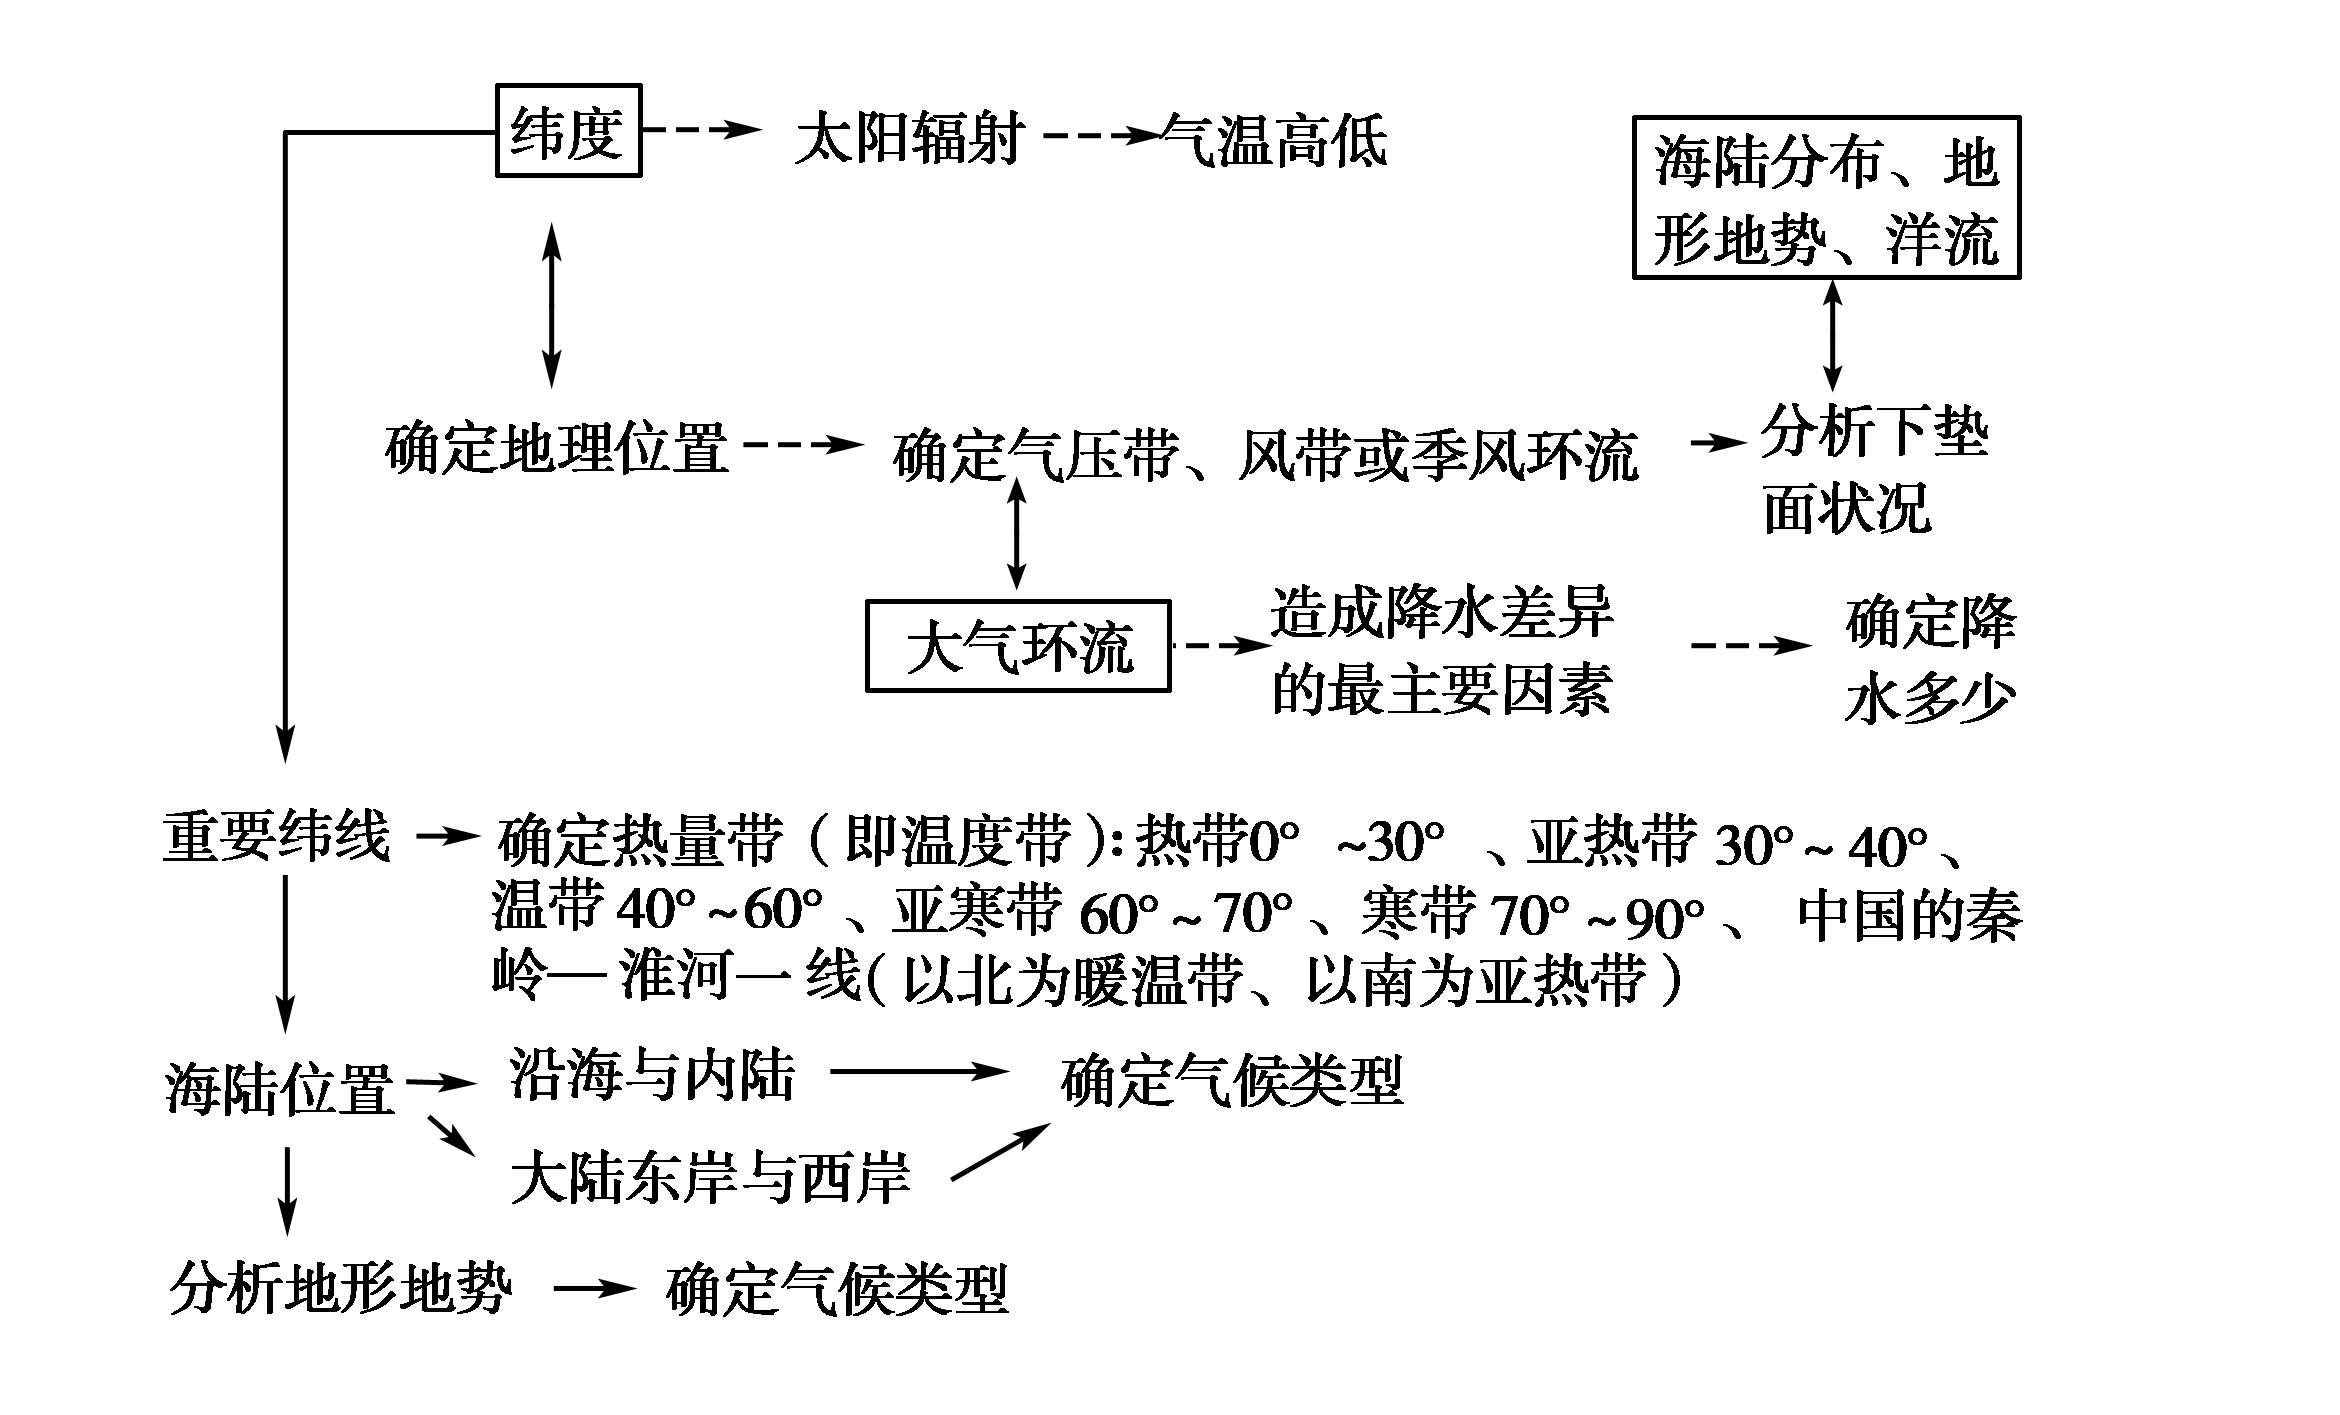 纬度
太阳辐射
气温高低
海陆分布、地
形地势、洋流
确定地理位置
确定气压带、风带或季风环流
分析下垫
面状况
大气环流
造成降水差异
的最主要因素
确定降
水多少
重要纬线
确定热量带(即温度带):热带0° ~30° 、亚热带 30°~ 40°、
温带 40°~60° 、亚寒带 60°~70°、寒带 70°~90°、 中国的秦
岭一 淮河一 线(以北为暖温带、以南为亚热带)
海陆位置
沿海与内陆
确定气候类型
大陆东岸与西岸
分析地形地势
确定气候类型